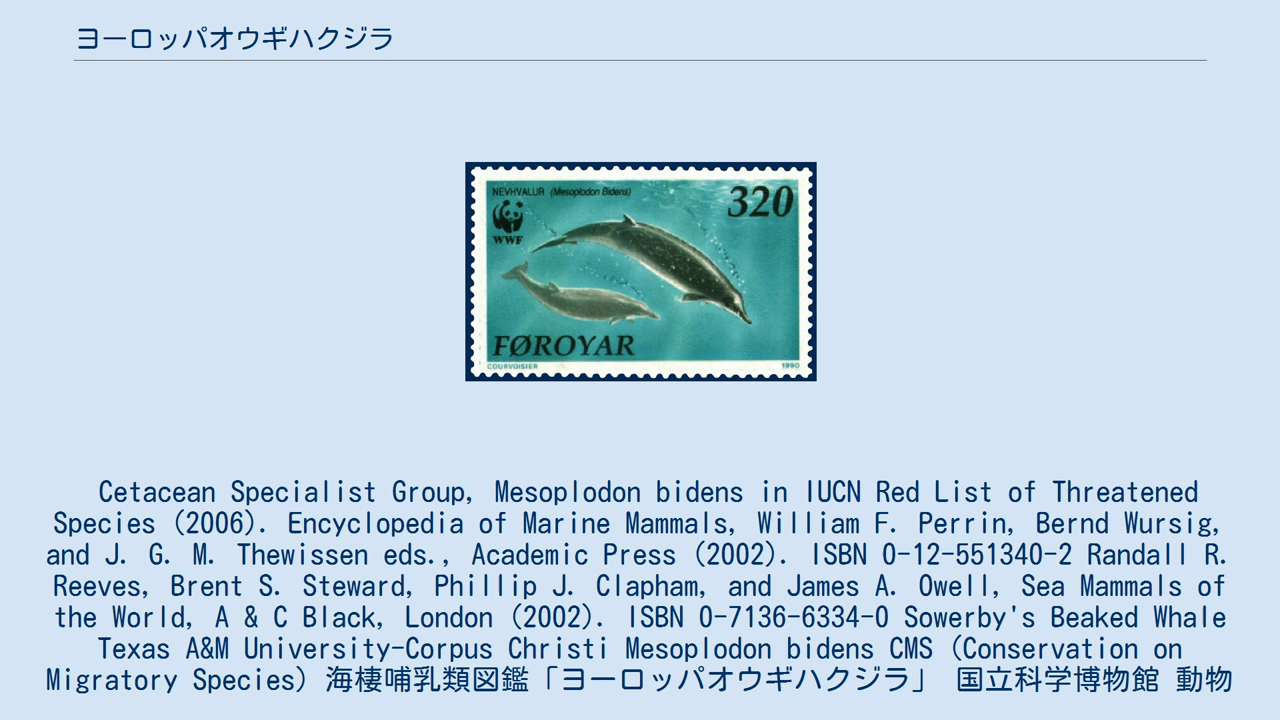 ヨーロッパオウギハクジラ
NEVHVALUR (Mesoplodon Bidens)
320
WWF
FØROYAR
COURVOISIER 1990
Cetacean Specialist Group, Mesoplodon bidens in IUCN Red List of Threatened
Species (2006). Encyclopedia of Marine Mammals, William F. Perrin, Bernd Wursig,
and J. G. M. Thewissen eds., Academic Press (2002). ISBN 0-12-551340-2 Randall R.
Reeves, Brent S. Steward, Phillip J. Clapham, and James A. Owell, Sea Mammals of
the World, A & C Black, London (2002). ISBN 0-7136-6334-0 Sowerby's Beaked Whale
Texas A&M University-Corpus Christi Mesoplodon bidens CMS (Conservation on
Migratory Species) 海棲哺乳類図鑑「ヨーロッパオウギハクジラ」 国立科学博物館 動物